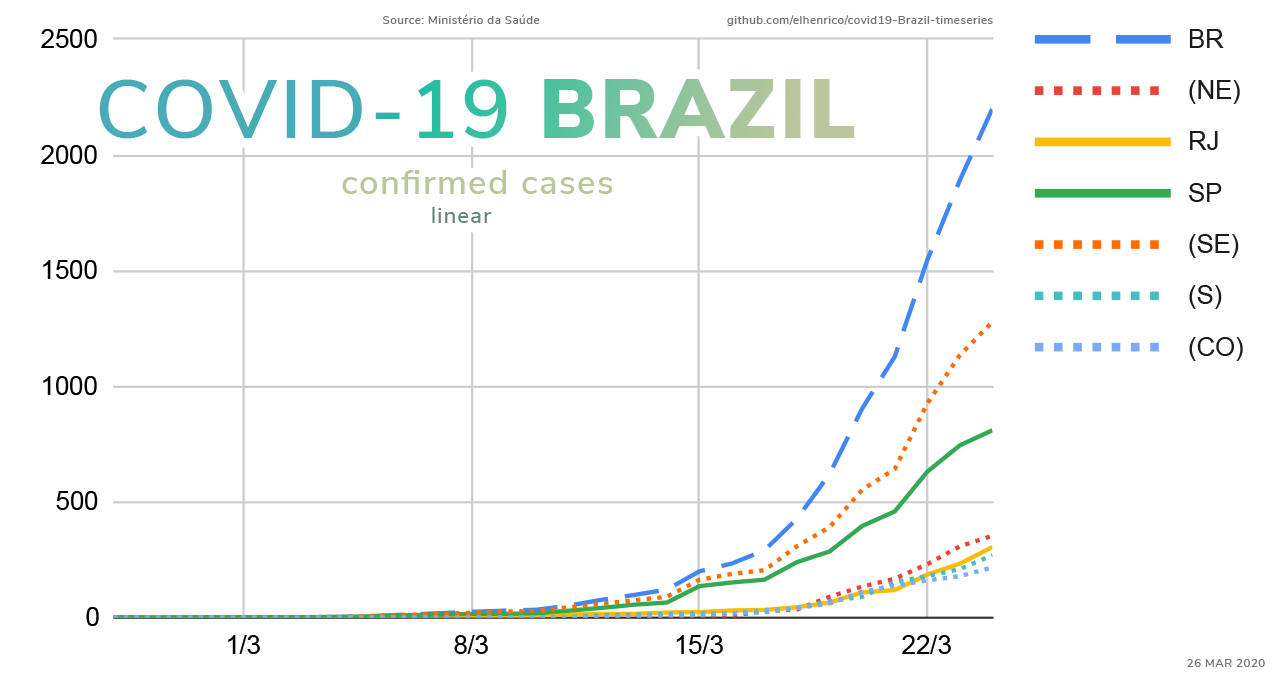 Source: Ministério da Saúde
github.com/elhenrico/covid19-Brazil-timeseries
COVID-19 BRAZIL
confirmed cases
linear
2500
2000
1500
1000
500
0
1/3
8/3
15/3
22/3
BR
(NE)
RJ
SP
(SE)
(S)
(CO)
26 MAR 2020